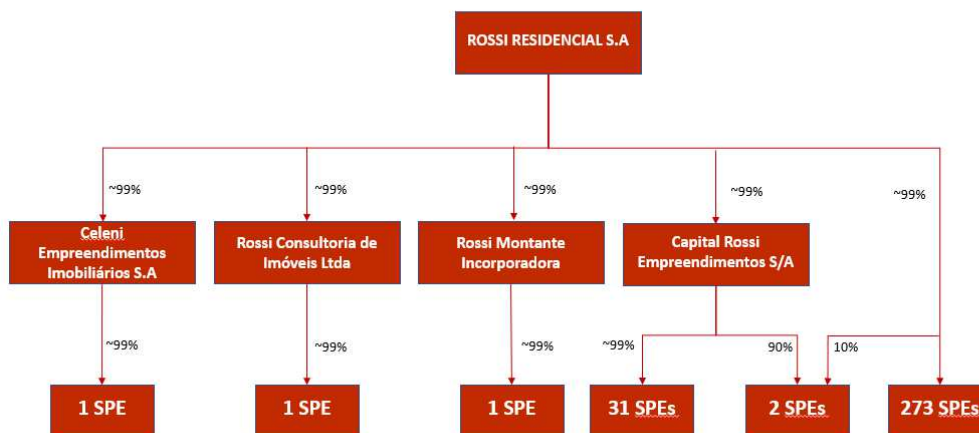 ROSSI RESIDENCIAL S.A
~99%
~99%
~99%
~99%
~99%
Celeni
Empreendimentos
Imobiliários S.A
Rossi Consultoria de
Imóveis Ltda
Rossi Montante
Incorporadora
Capital Rossi
Empreendimentos S/A
~99%
~99%
~99%
~99%
90%
10%
1 SPE
1 SPE
1 SPE
31 SPEs
2 SPEs
273 SPEs